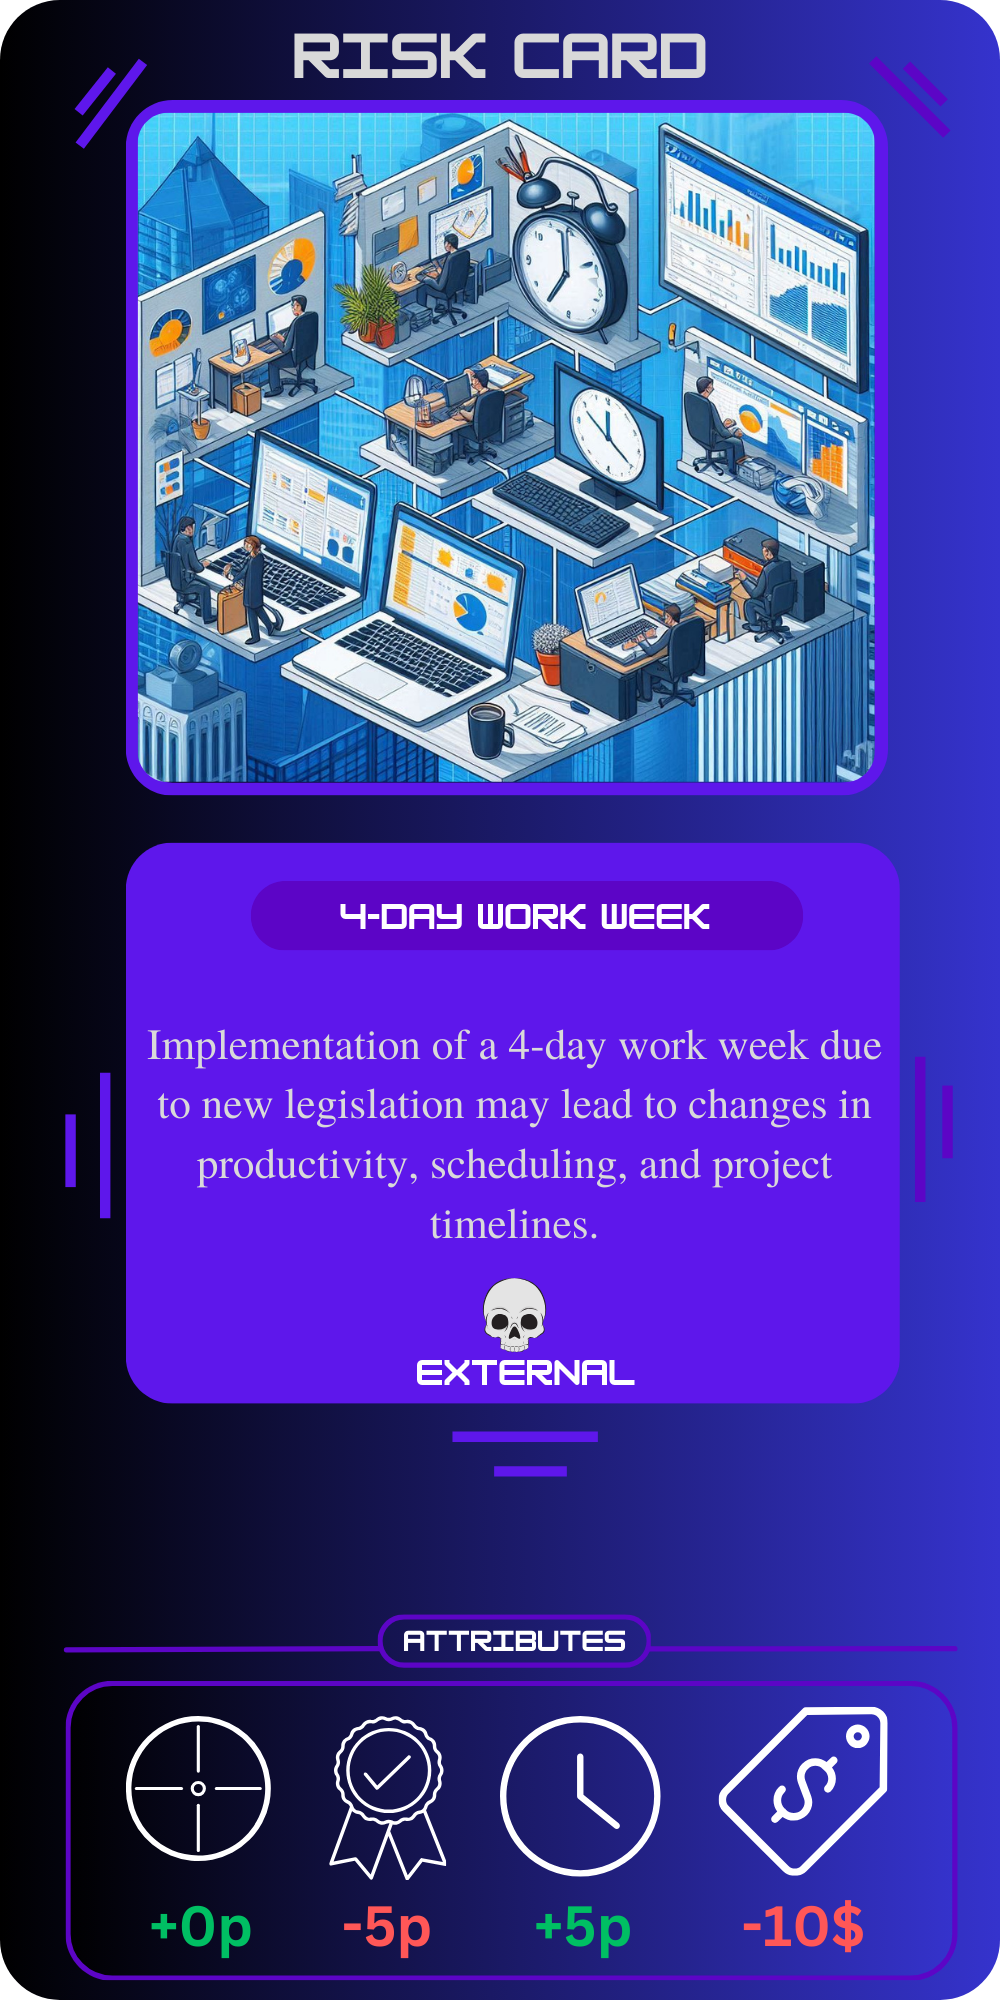 RISK CARD
4-DAY WORK WEEK
Implementation of a 4-day work week due
to new legislation may lead to changes in
productivity, scheduling, and project
timelines.
EXTERNAL
ATTRIBUTES
+0p -5p +5p -10$